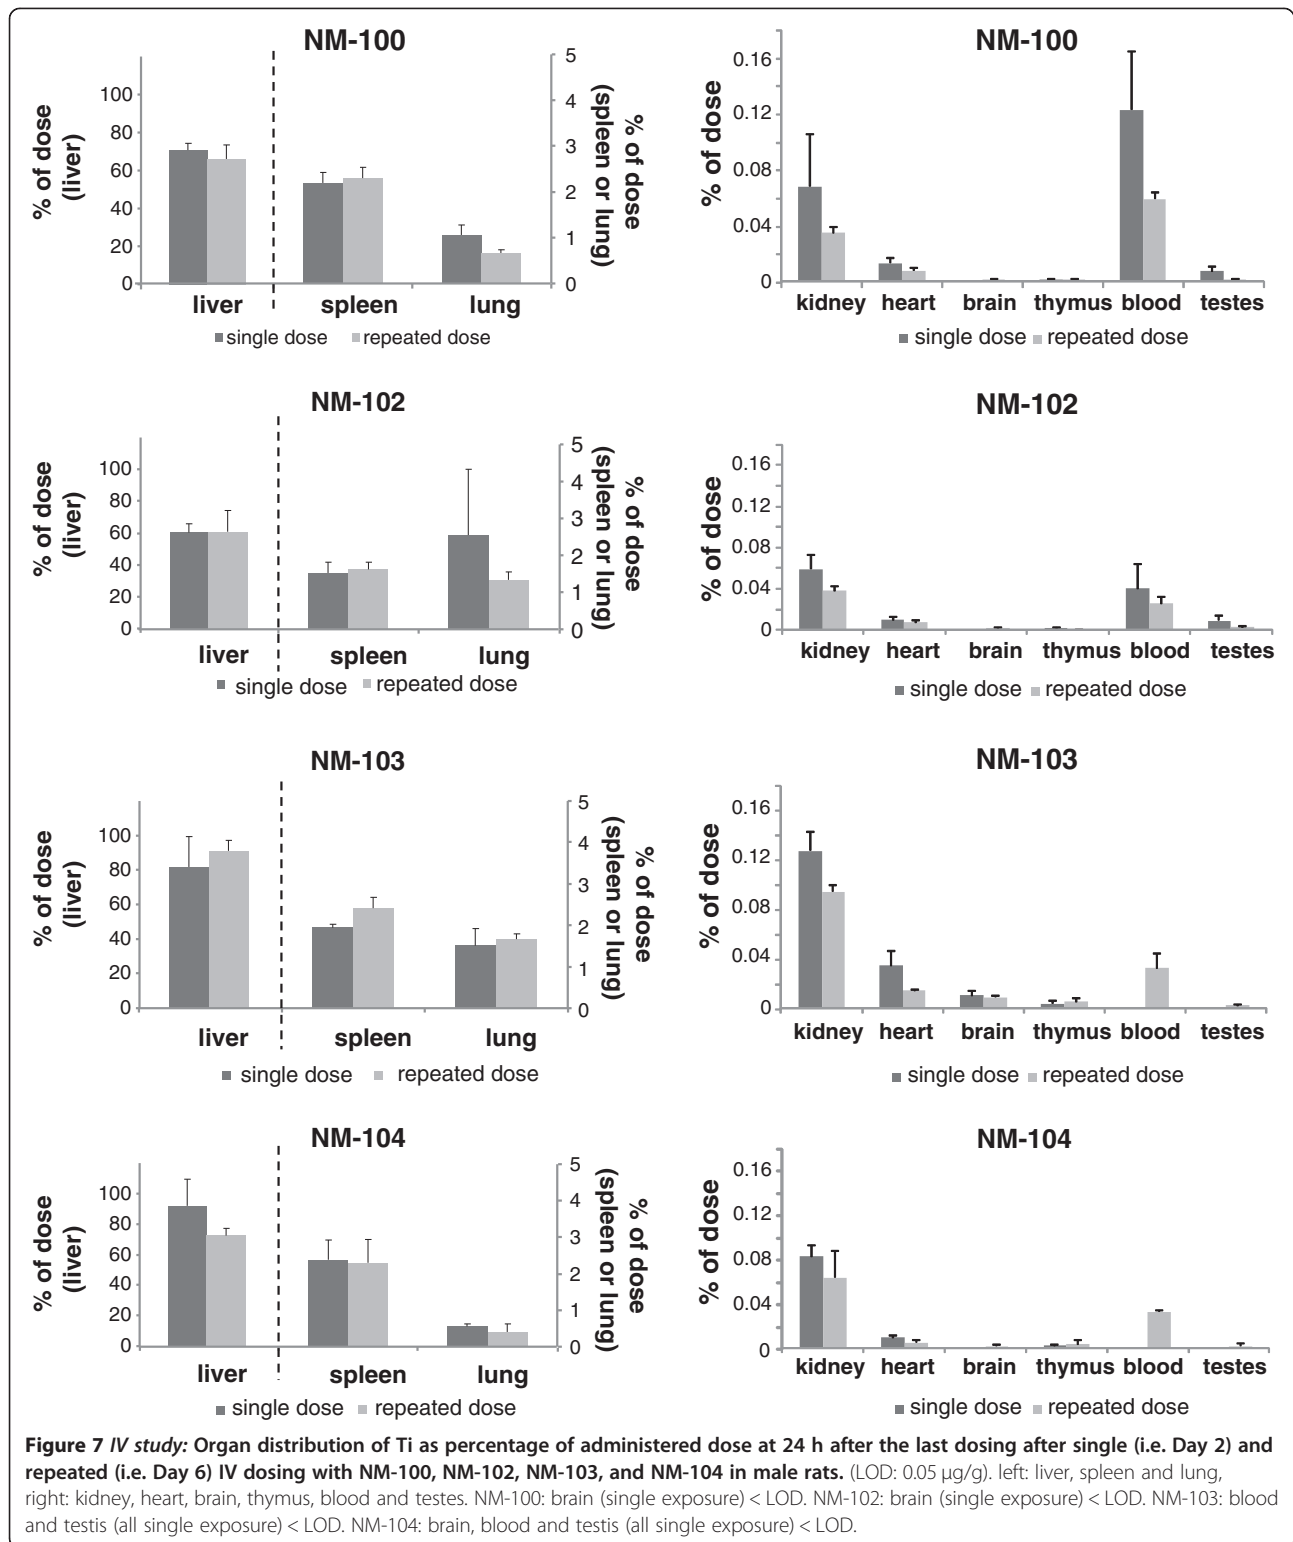 NM-100
% of dose
(liver)
100
80
60
40
20
0
5
4
3
2
1
0
% of dose
(spleen or lung)
liver
spleen
lung
single dose
repeated dose
NM-100
% of dose
0.16
0.12
0.08
0.04
0
kidney
heart
brain
thymus
blood
testes
single dose
repeated dose
NM-102
% of dose
(liver)
100
80
60
40
20
0
5
4
3
2
1
0
% of dose
(spleen or lung)
liver
spleen
lung
single dose
repeated dose
NM-102
% of dose
0.16
0.12
0.08
0.04
0
kidney
heart
brain
thymus
blood
testes
single dose
repeated dose
NM-103
% of dose
(liver)
100
80
60
40
20
0
5
4
3
2
1
0
% of dose
(spleen or lung)
liver
spleen
lung
single dose
repeated dose
NM-103
% of dose
0.16
0.12
0.08
0.04
0
kidney
heart
brain
thymus
blood
testes
single dose
repeated dose
NM-104
% of dose
(liver)
100
80
60
40
20
0
5
4
3
2
1
0
% of dose
(spleen or lung)
liver
spleen
lung
single dose
repeated dose
NM-104
% of dose
0.16
0.12
0.08
0.04
0
kidney
heart
brain
thymus
blood
testes
single dose
repeated dose
Figure 7 IV study: Organ distribution of Ti as percentage of administered dose at 24 h after the last dosing after single (i.e. Day 2) and
repeated (i.e. Day 6) IV dosing with NM-100, NM-102, NM-103, and NM-104 in male rats. (LOD: 0.05 μg/g). left: liver, spleen and lung,
right: kidney, heart, brain, thymus, blood and testes. NM-100: brain (single exposure) < LOD. NM-102: brain (single exposure) < LOD. NM-103: blood
and testis (all single exposure) < LOD. NM-104: brain, blood and testis (all single exposure) < LOD.